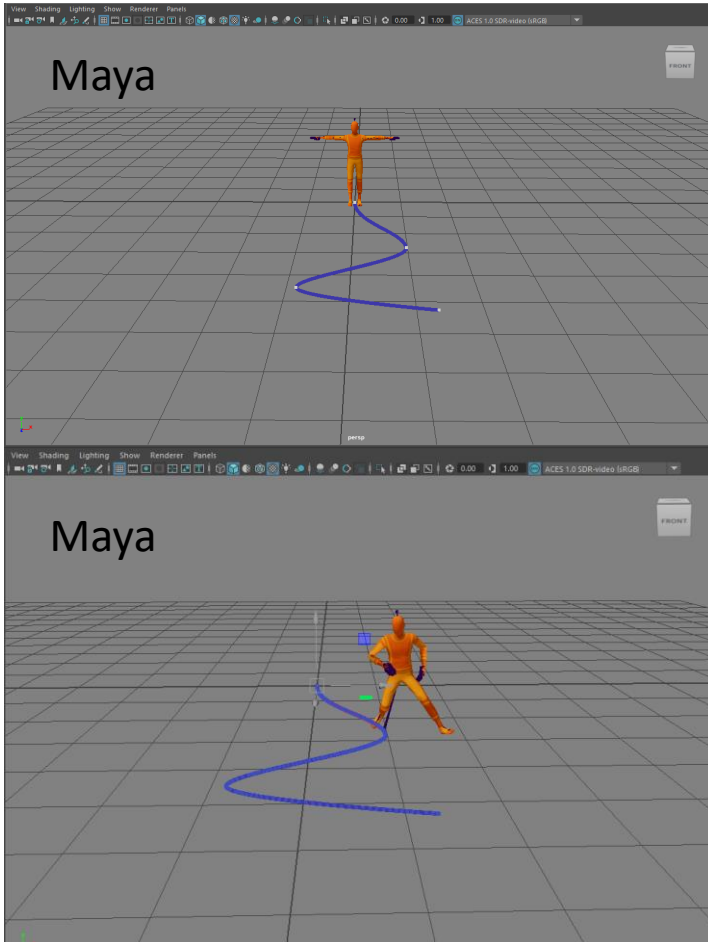 View Shading Lighting Show Renderer Panels
0.00 1.00 ACES 1.0 SDR-video (sRGB)
Maya
FRONT
persp
View Shading Lighting Show Renderer Panels
0.00 1.00 ACES 1.0 SDR-video (sRGB)
Maya
FRONT